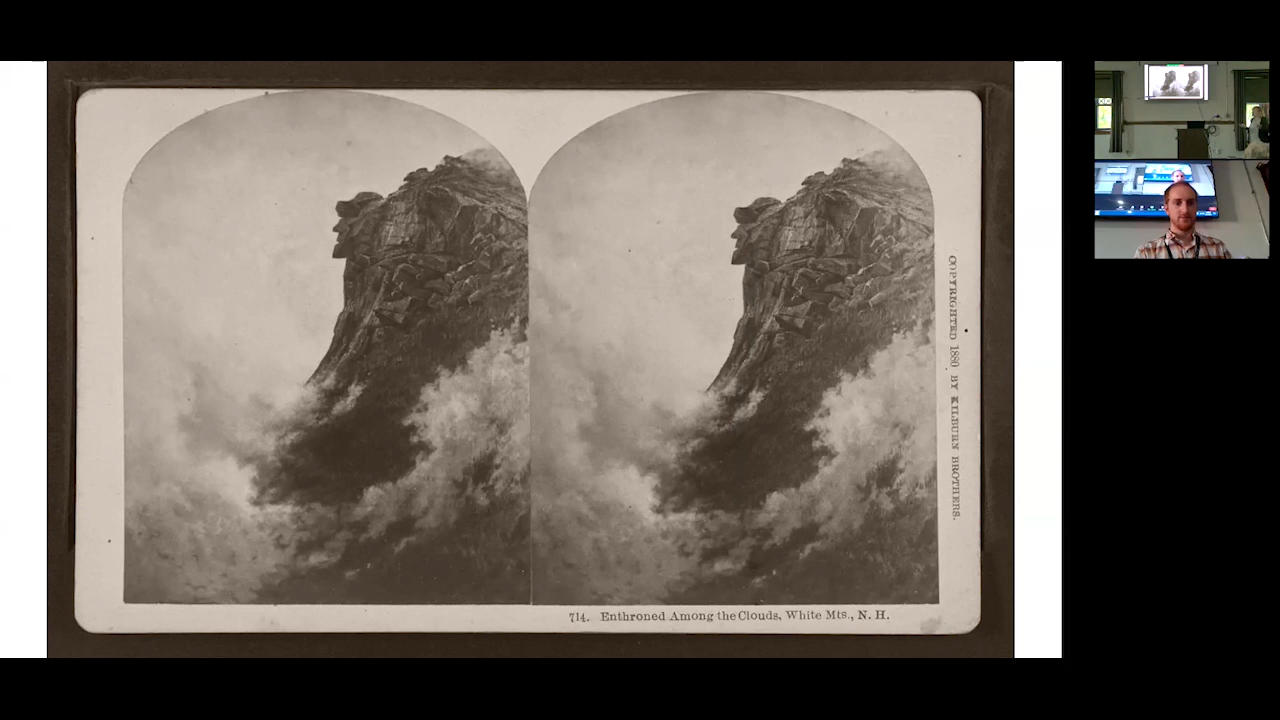 COPYRIGHTED 1880 BY KILBURN BROTHERS.
714. Enthroned Among the Clouds, White Mts., N. H.